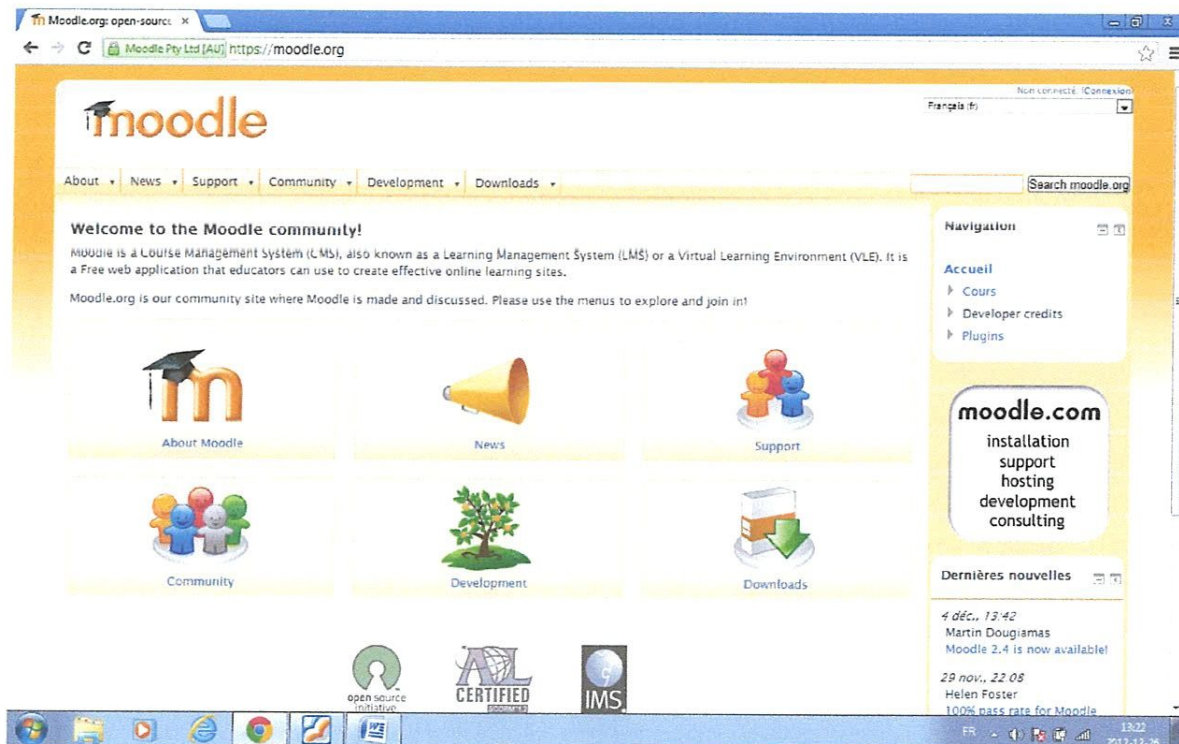 Moodle.org: open-source
Moodle Pty Ltd [AU] https://moodle.org
Non connecté. (Connexion)
Français (fr)
moodle
About News Support Community Development Downloads
Search moodle.org
Welcome to the Moodle community!
Moodle is a Course Management System (CMS), also known as a Learning Management System (LMS) or a Virtual Learning Environment (VLE). It is
a Free web application that educators can use to create effective online learning sites.
Moodle.org is our community site where Moodle is made and discussed. Please use the menus to explore and join in!
m
About Moodle
News
Support
Community
Development
Downloads
open source
initiative
ADL
CERTIFIED
IMS
Navigation
Accueil
Cours
Developer credits
Plugins
moodle.com
installation
support
hosting
development
consulting
Dernières nouvelles
4 déc., 13:42
Martin Dougiamas
Moodle 2.4 is now available!
29 nov., 22:08
Helen Foster
100% pass rate for Moodle
FR
13:22
2012-12-26